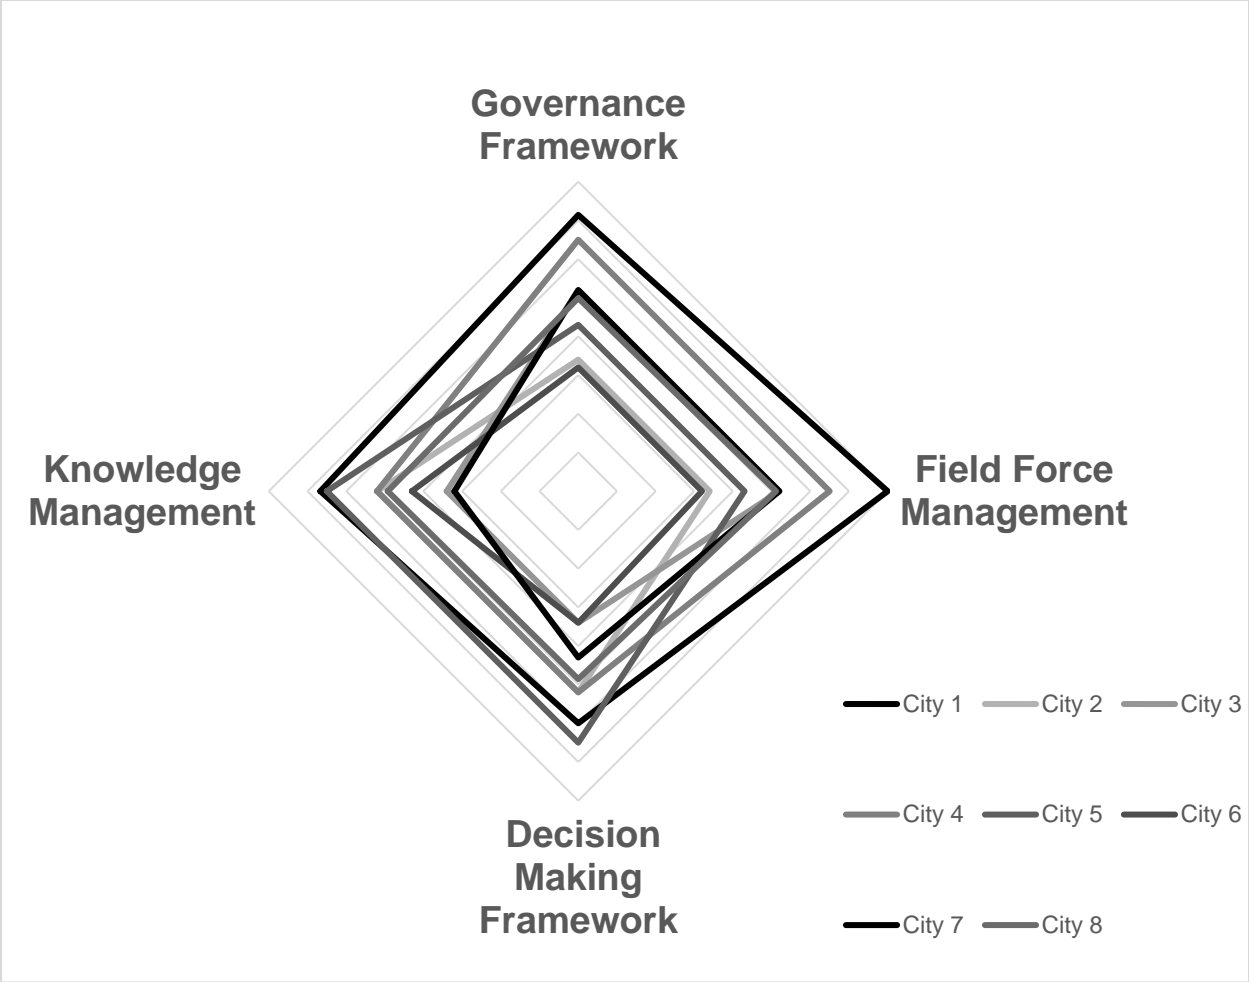 Governance
Framework
Knowledge
Management
Field Force
Management
Decision
Making
Framework
City 1
City 2
City 3
City 4
City 5
City 6
City 7
City 8